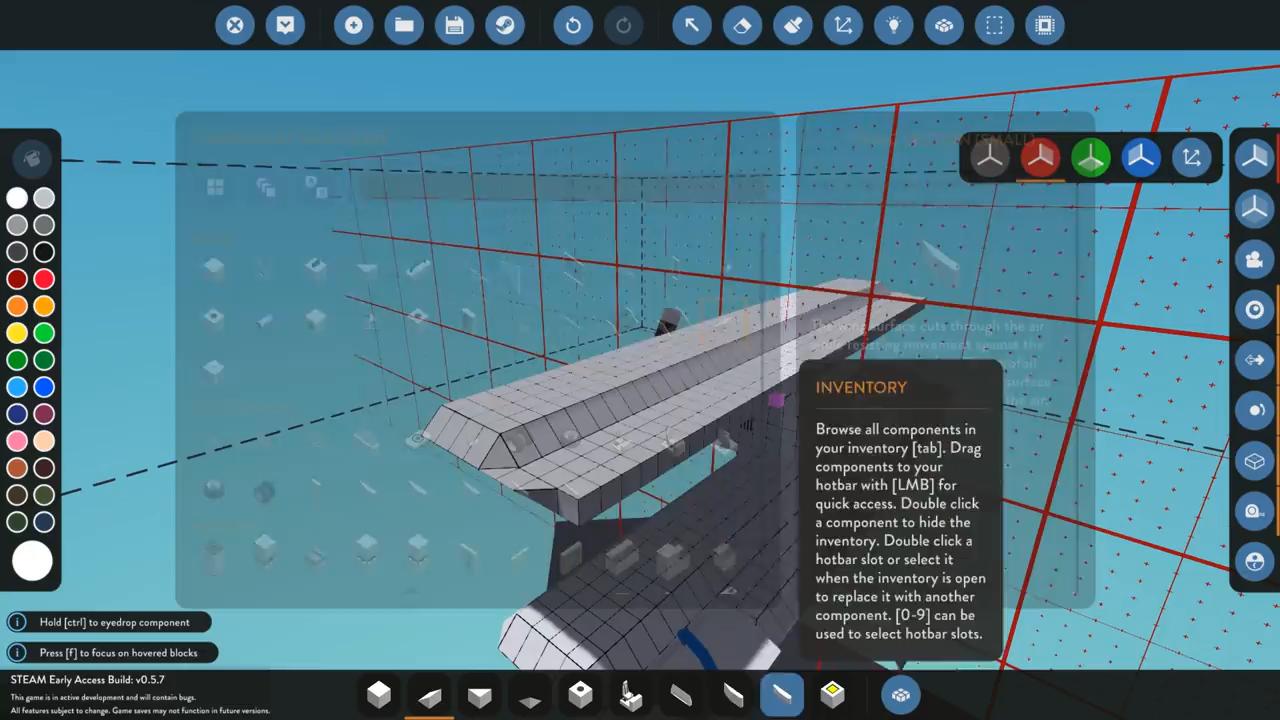 INVENTORY
Browse all components in
your inventory [tab]. Drag
components to your
hotbar with [LMB] for
quick access. Double click
a component to hide the
inventory. Double click a
hotbar slot or select it
when the inventory is open
to replace it with another
component. [0-9] can be
used to select hotbar slots.
Hold [ctrl] to eyedrop component
Press [f] to focus on hovered blocks
STEAM Early Access Build: v0.5.7
This game is in active development and will contain bugs.
All features subject to change. Game saves may not function in future versions.